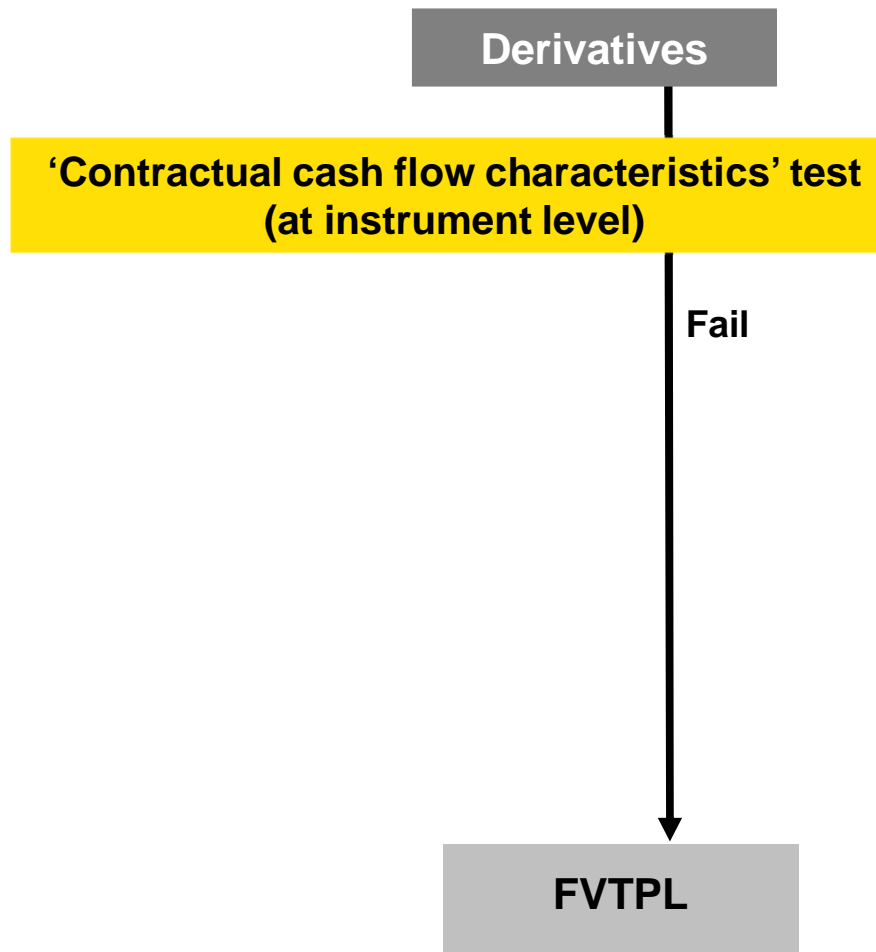 Derivatives
‘Contractual cash flow characteristics’ test
(at instrument level)
Fail
FVTPL